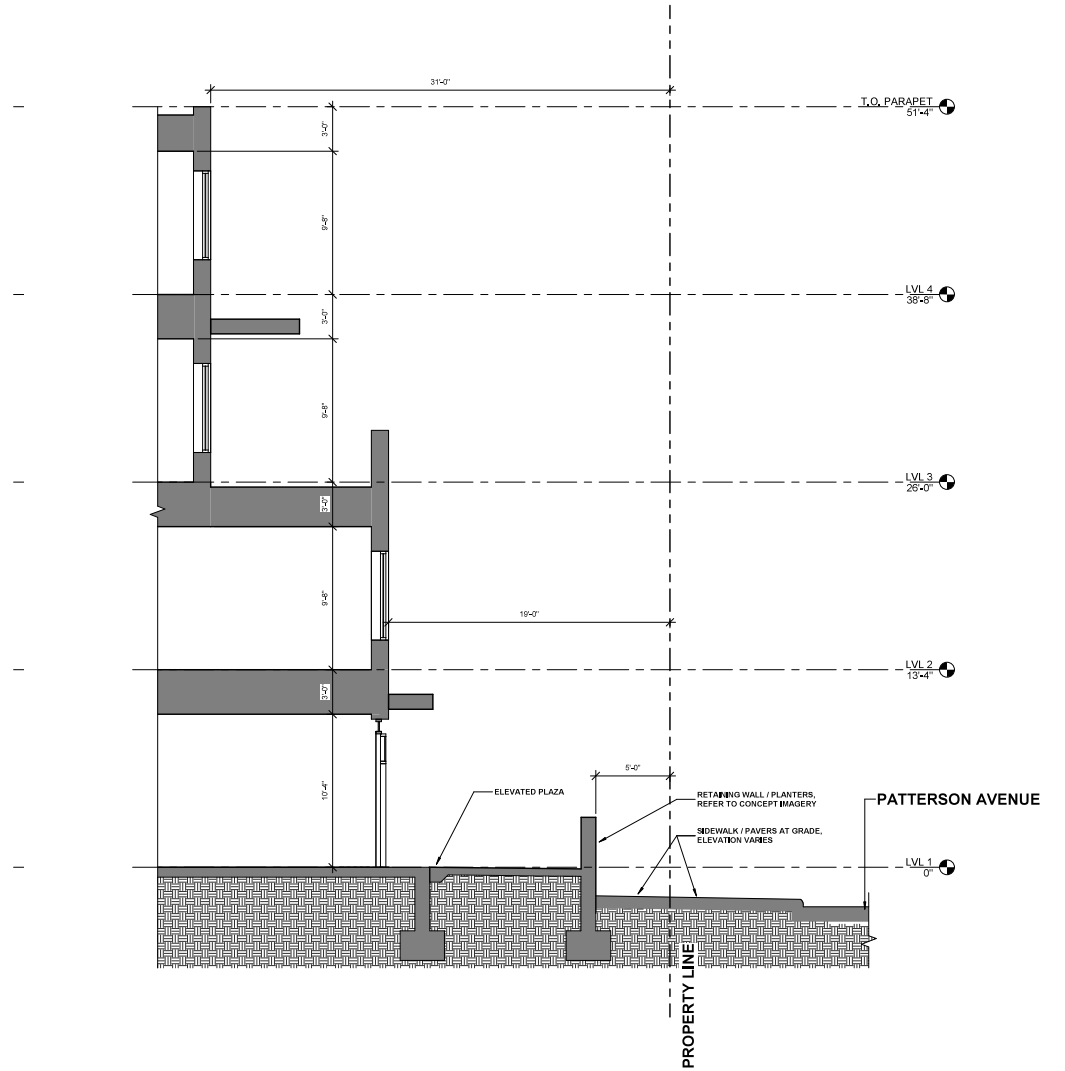 31'-0"
T.O. PARAPET
51'-4"
3'-0"
9'-8"
LVL 4
38'-8"
3'-0"
9'-8"
LVL 3
26'-0"
3'-0"
9'-8"
19'-0"
LVL 2
13'-4"
3'-0"
10'-4"
5'-0"
ELEVATED PLAZA
RETAINING WALL / PLANTERS,
REFER TO CONCEPT IMAGERY
PATTERSON AVENUE
SIDEWALK / PAVERS AT GRADE,
ELEVATION VARIES
LVL 1
0"
PROPERTY LINE